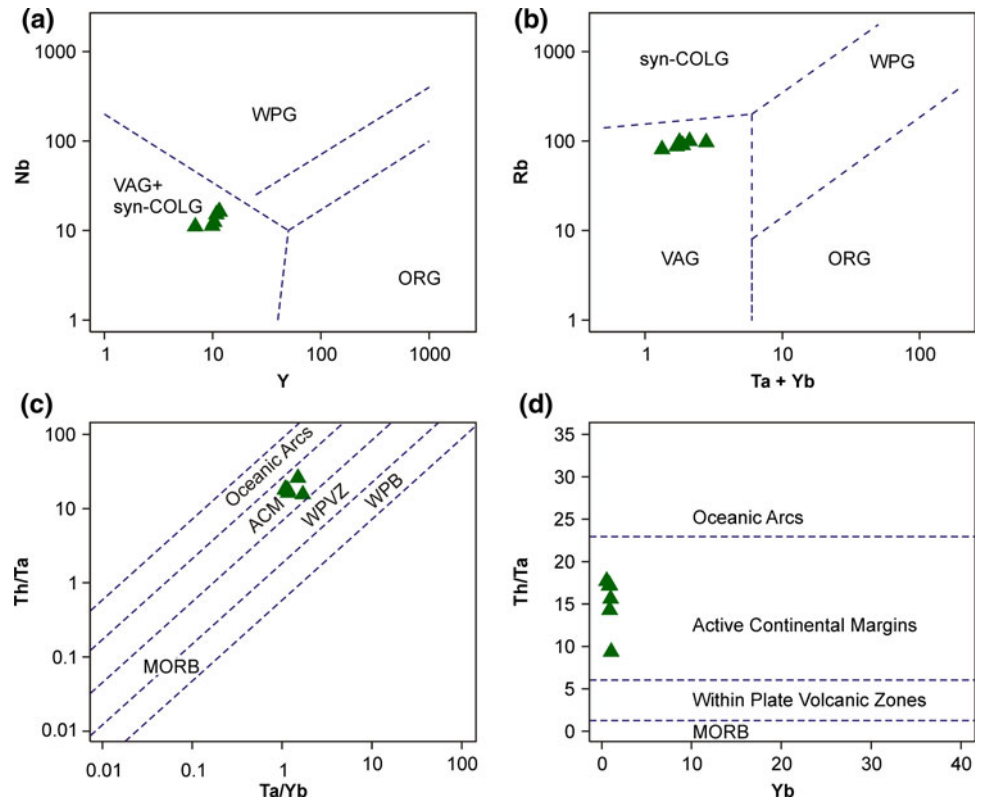 (a)
1000
100
10
1
Nb
WPG
VAG+
syn-COLG
ORG
1
10
100
1000
Y
(b)
1000
100
10
1
Rb
syn-COLG
WPG
VAG
ORG
1
10
100
Ta + Yb
(c)
100
10
1
0.1
0.01
Th/Ta
Oceanic Arcs
ACM
WPVZ
WPB
MORB
0.01
0.1
1
10
100
Ta/Yb
(d)
35
30
25
20
15
10
5
0
Th/Ta
Oceanic Arcs
Active Continental Margins
Within Plate Volcanic Zones
MORB
0
10
20
30
40
Yb